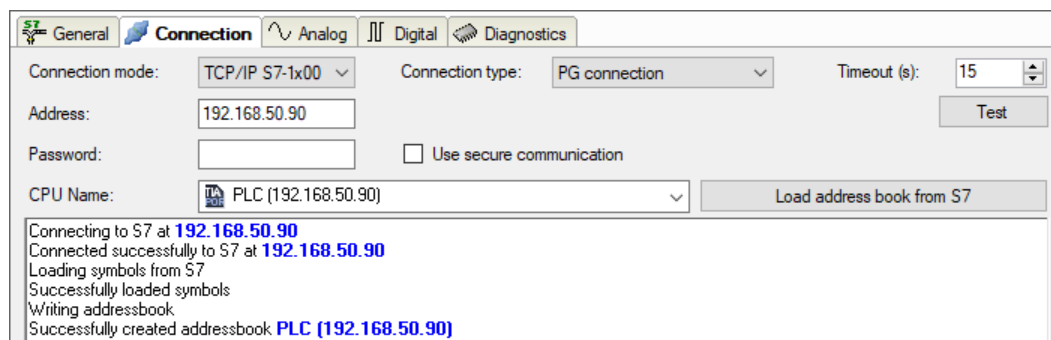 General Connection Analog Digital Diagnostics
Connection mode: TCP/IP S7-1x00 Connection type: PG connection Timeout (s): 15
Address: 192.168.50.90 Test
Password: Use secure communication
CPU Name: PLC (192.168.50.90) Load address book from S7
Connecting to S7 at 192.168.50.90
Connected successfully to S7 at 192.168.50.90
Loading symbols from S7
Successfully loaded symbols
Writing addressbook
Successfully created addressbook PLC (192.168.50.90)